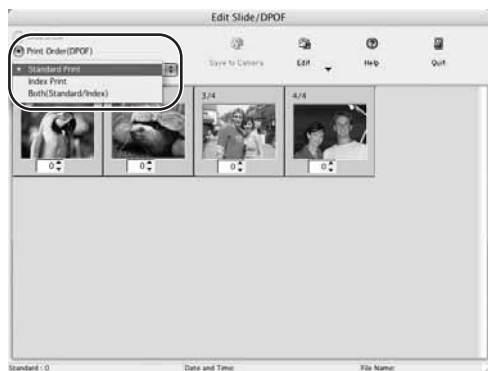 Edit Slide/DPOF
Print Order(DPOF)
Save to Camera
Edit
Help
Quit
Standard Print
Index Print
Both(Standard/Index)
3/4
4/4
0
0
0
0
Standard : 0
Date and Time:
File Name: